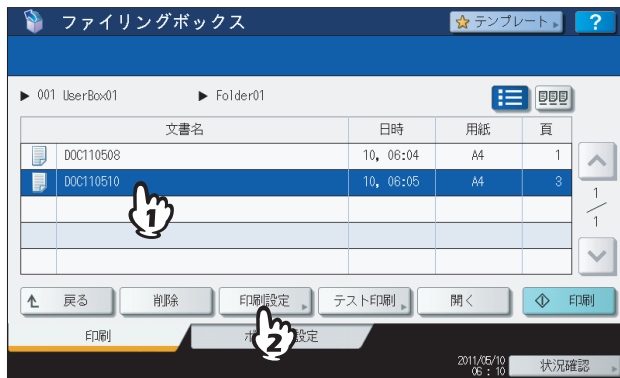 ファイリングボックス
テンプレート
?
001 UserBox01 Folder01
文書名 日時 用紙 頁
DOC110508 10, 06:04 A4 1
DOC110510 10, 06:05 A4 3
1
1
1
戻る 削除 印刷設定 テスト印刷 開く 印刷
2
印刷 設定
2011/05/10
06 : 10
状況確認